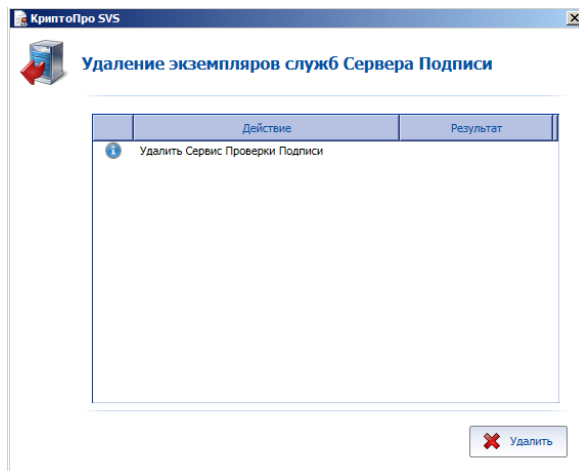 КриптоПро SVS
Удаление экземпляров служб Сервера Подписи
Действие Результат
Удалить Сервис Проверки Подписи
Удалить